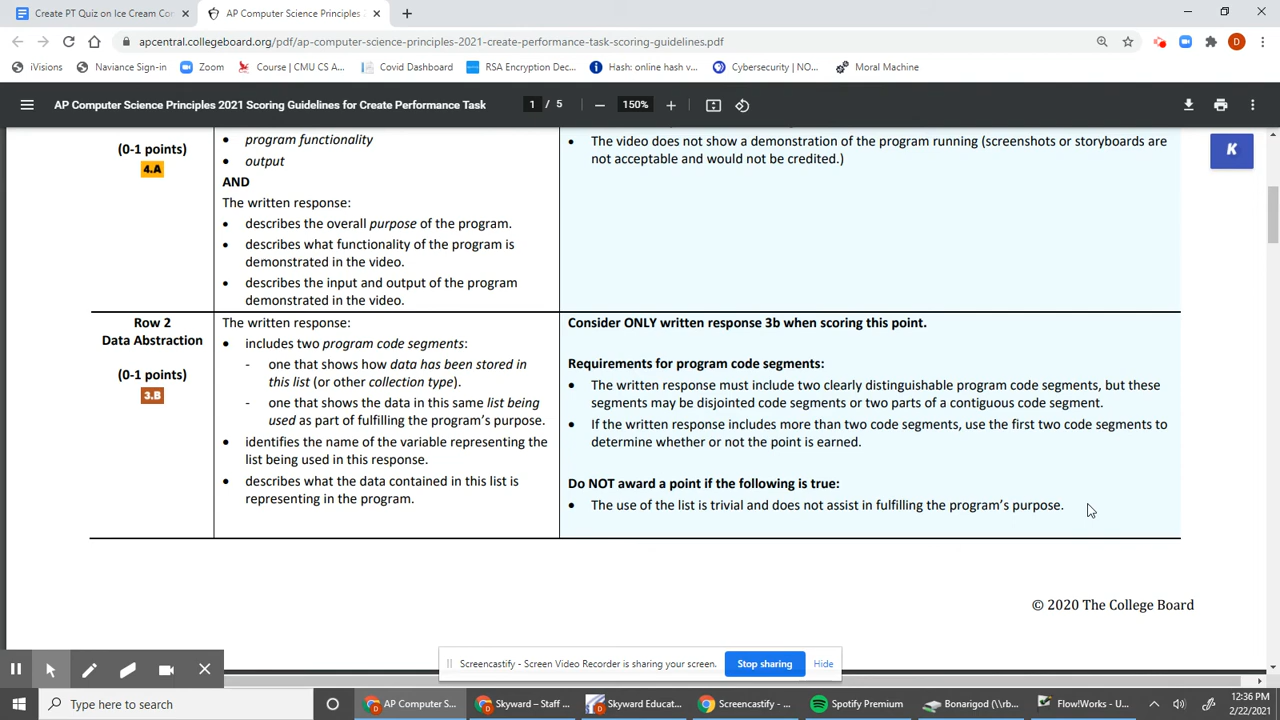 Create PT Quiz on Ice Cream Co
AP Computer Science Principles 2
apcentral.collegeboard.org/pdf/ap-computer-science-principles-2021-create-performance-task-scoring-guidelines.pdf
D
iVisions
Naviance Sign-in
Zoom
Course | CMU CS A...
Covid Dashboard
RSA Encryption Dec...
Hash: online hash v...
Cybersecurity | NO...
Moral Machine
AP Computer Science Principles 2021 Scoring Guidelines for Create Performance Task
1 / 5
150%
K
(0-1 points)
4.A
• program functionality
• output
AND
The written response:
• describes the overall purpose of the program.
• describes what functionality of the program is
demonstrated in the video.
• describes the input and output of the program
demonstrated in the video.
• The video does not show a demonstration of the program running (screenshots or storyboards are
not acceptable and would not be credited.)
Row 2
Data Abstraction
(0-1 points)
3.B
The written response:
• includes two program code segments:
- one that shows how data has been stored in
this list (or other collection type).
- one that shows the data in this same list being
used as part of fulfilling the program's purpose.
• identifies the name of the variable representing the
list being used in this response.
• describes what the data contained in this list is
representing in the program.
Consider ONLY written response 3b when scoring this point.
Requirements for program code segments:
• The written response must include two clearly distinguishable program code segments, but these
segments may be disjointed code segments or two parts of a contiguous code segment.
• If the written response includes more than two code segments, use the first two code segments to
determine whether or not the point is earned.
Do NOT award a point if the following is true:
• The use of the list is trivial and does not assist in fulfilling the program's purpose.
© 2020 The College Board
Screencastify - Screen Video Recorder is sharing your screen.
Stop sharing
Hide
Type here to search
AP Computer S...
Skyward – Staff ...
Skyward Educat...
Screencastify - ...
Spotify Premium
Bonarigod (\\rb...
Flow!Works - U...
12:36 PM
2/22/2021